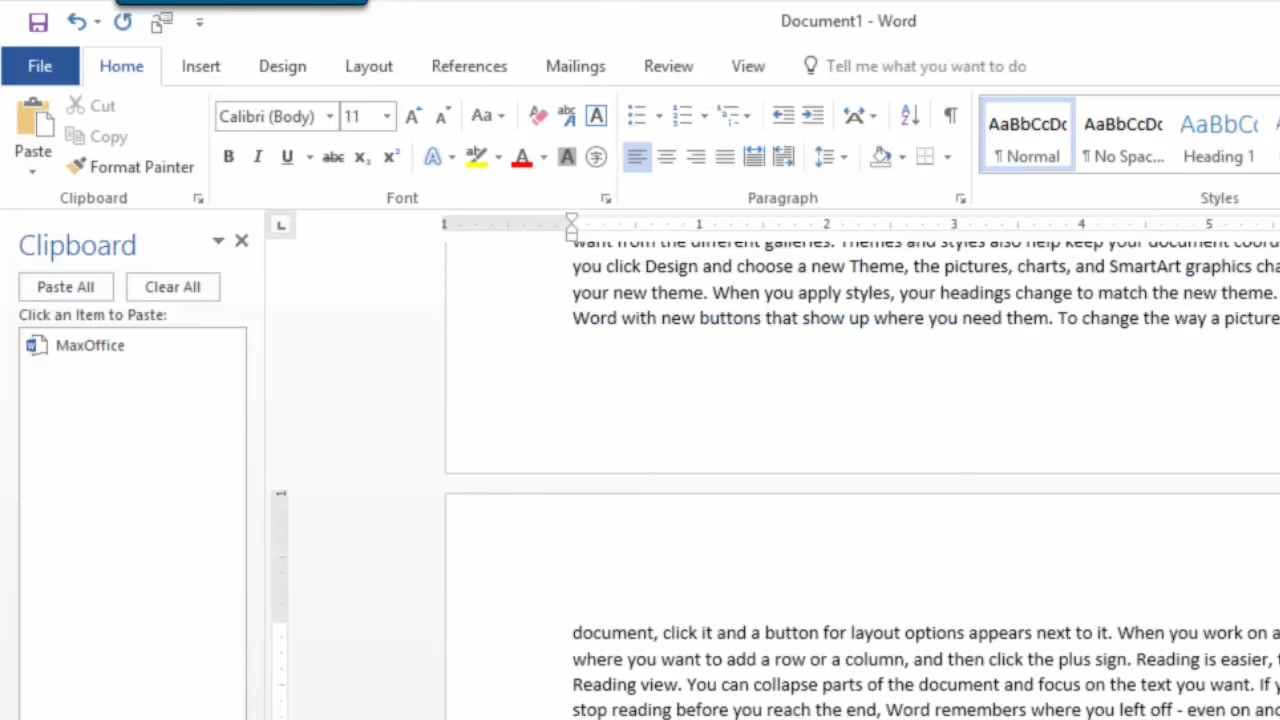 Document1 - Word
File Home Insert Design Layout References Mailings Review View Tell me what you want to do
Paste
Cut
Copy
Format Painter
Clipboard
Calibri (Body) 11
Aa
B I U abc x₂ x²
Font
Paragraph
AaBbCcDc AaBbCcDc AaBbCc
¶ Normal ¶ No Spac... Heading 1
Styles
Clipboard
Paste All Clear All
Click an Item to Paste:
MaxOffice
L
1 1 2 3 4 5
want from the different galleries. Themes and styles also help keep your document coord
you click Design and choose a new Theme, the pictures, charts, and SmartArt graphics cha
your new theme. When you apply styles, your headings change to match the new theme.
Word with new buttons that show up where you need them. To change the way a picture
1
document, click it and a button for layout options appears next to it. When you work on a
where you want to add a row or a column, and then click the plus sign. Reading is easier, t
Reading view. You can collapse parts of the document and focus on the text you want. If y
stop reading before you reach the end, Word remembers where you left off - even on and